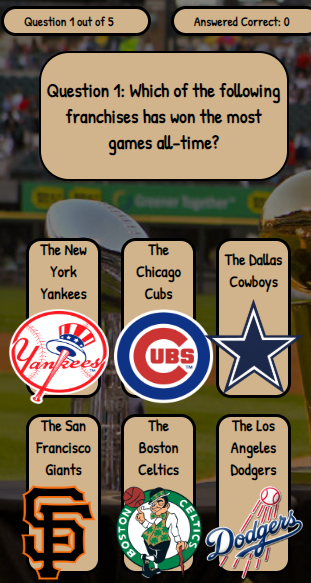 Question 1 out of 5
Answered Correct: 0
Question 1: Which of the following
franchises has won the most
games all-time?
Greener Together
The New
York
Yankees
The
Chicago
Cubs
The Dallas
Cowboys
Yankees
CUBS
The San
Francisco
Giants
The
Boston
Celtics
The Los
Angeles
Dodgers
SF
BOSTON
CELTICS
Dodgers